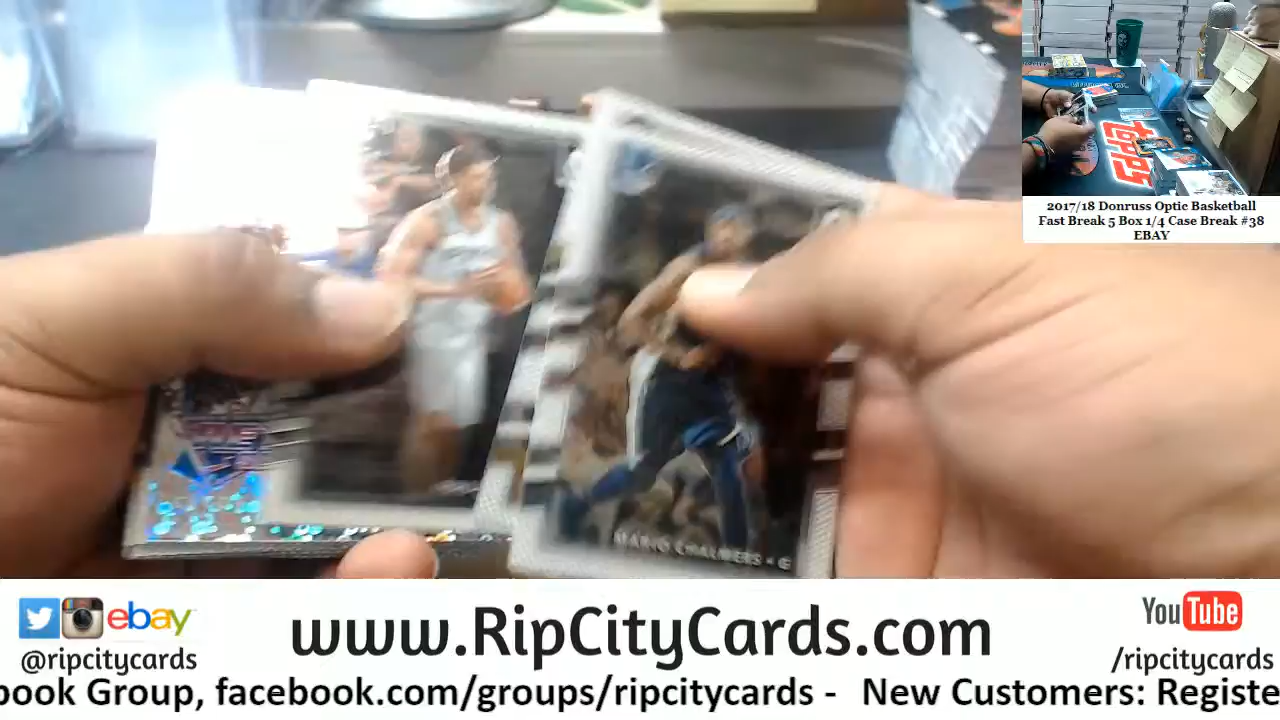 MARIO CHALMERS • G
TOPPS
2017/18 Donruss Optic Basketball
Fast Break 5 Box 1/4 Case Break #38
EBAY
ebay
@ripcitycards
www.RipCityCards.com
YouTube
/ripcitycards
book Group, facebook.com/groups/ripcitycards - New Customers: Registe